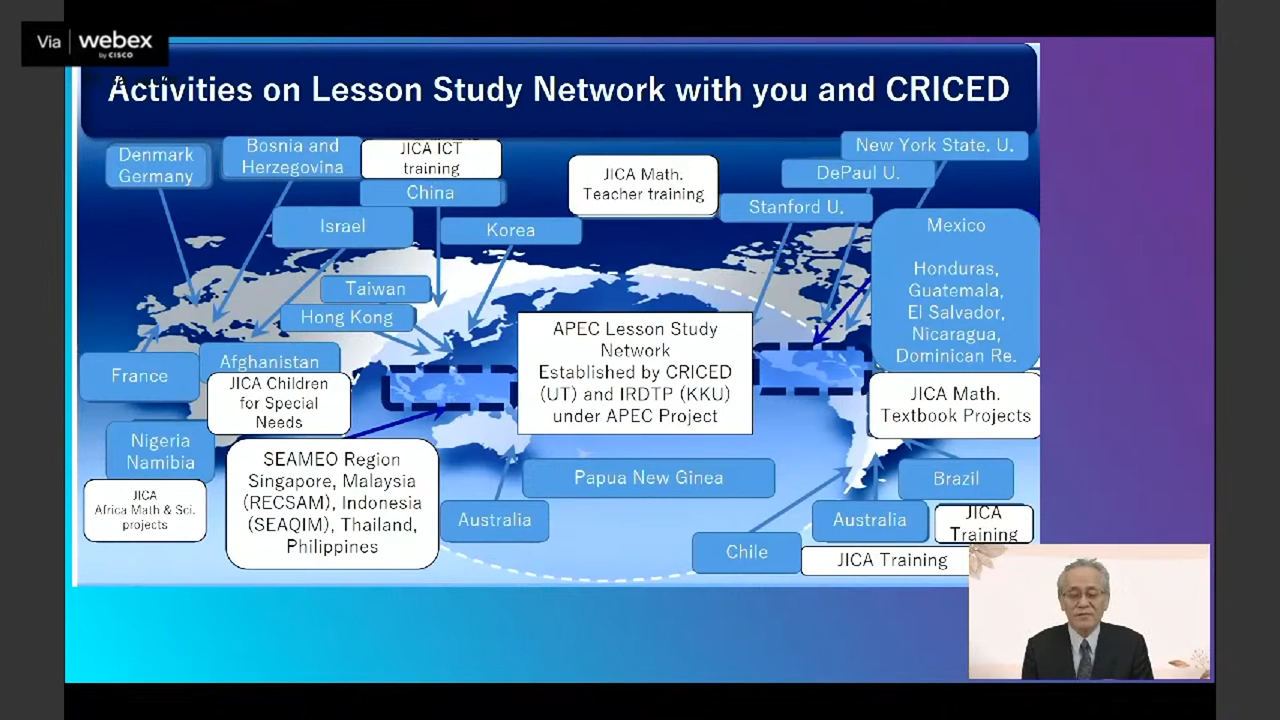 Via webex
by CISCO
Activities on Lesson Study Network with you and CRICED
Denmark
Germany
Bosnia and
Herzegovina
JICA ICT
training
China
Israel
Korea
Taiwan
Hong Kong
JICA Math.
Teacher training
New York State. U.
DePaul U.
Stanford U.
Mexico
Honduras,
Guatemala,
El Salvador,
Nicaragua,
Dominican Re.
APEC Lesson Study
Network
Established by CRICED
(UT) and IRDTP (KKU)
under APEC Project
France
Afghanistan
JICA Children
for Special
Needs
JICA Math.
Textbook Projects
Nigeria
Namibia
JICA
Africa Math & Sci.
projects
SEAMEO Region
Singapore, Malaysia
(RECSAM), Indonesia
(SEAQIM), Thailand,
Philippines
Papua New Ginea
Australia
Brazil
Chile
Australia
JICA
Training
JICA Training